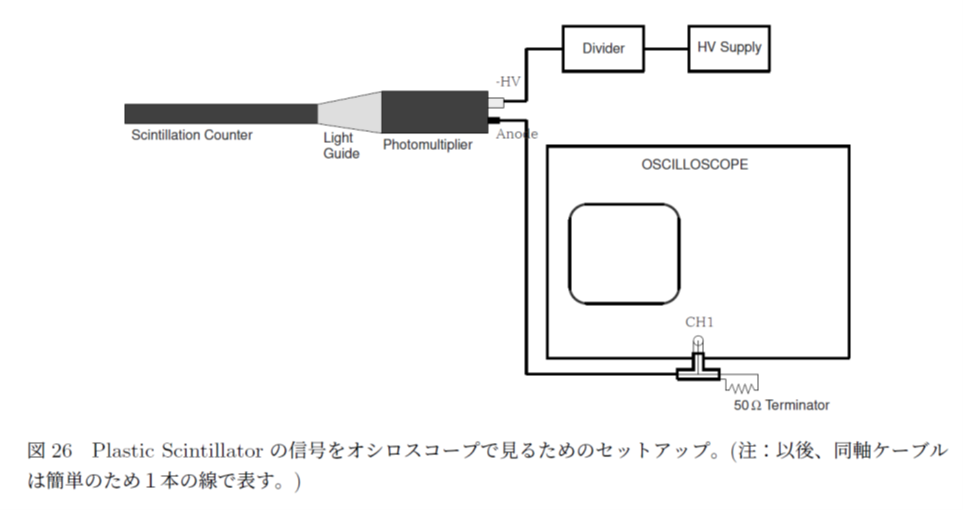 Divider
HV Supply
-HV
Scintillation Counter
Light
Guide
Photomultiplier
Anode
OSCILLOSCOPE
CH1
50Ω Terminator
図 26 Plastic Scintillator の信号をオシロスコープで見るためのセットアップ。(注：以後、同軸ケーブル
は簡単のため１本の線で表す。)